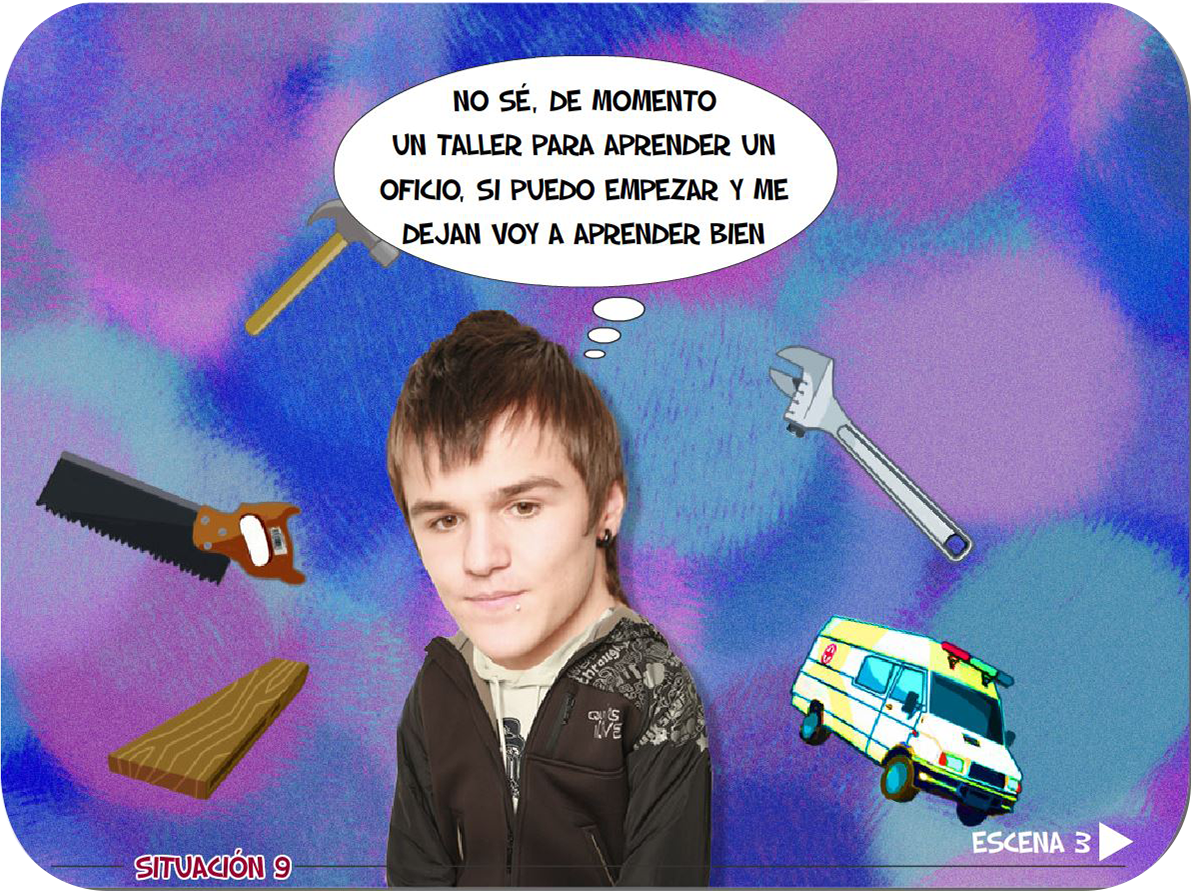 NO SÉ, DE MOMENTO
UN TALLER PARA APRENDER UN
OFICIO, SI PUEDO EMPEZAR Y ME
DEJAN VOY A APRENDER BIEN
through
ESCENA 3
SITUACIÓN 9